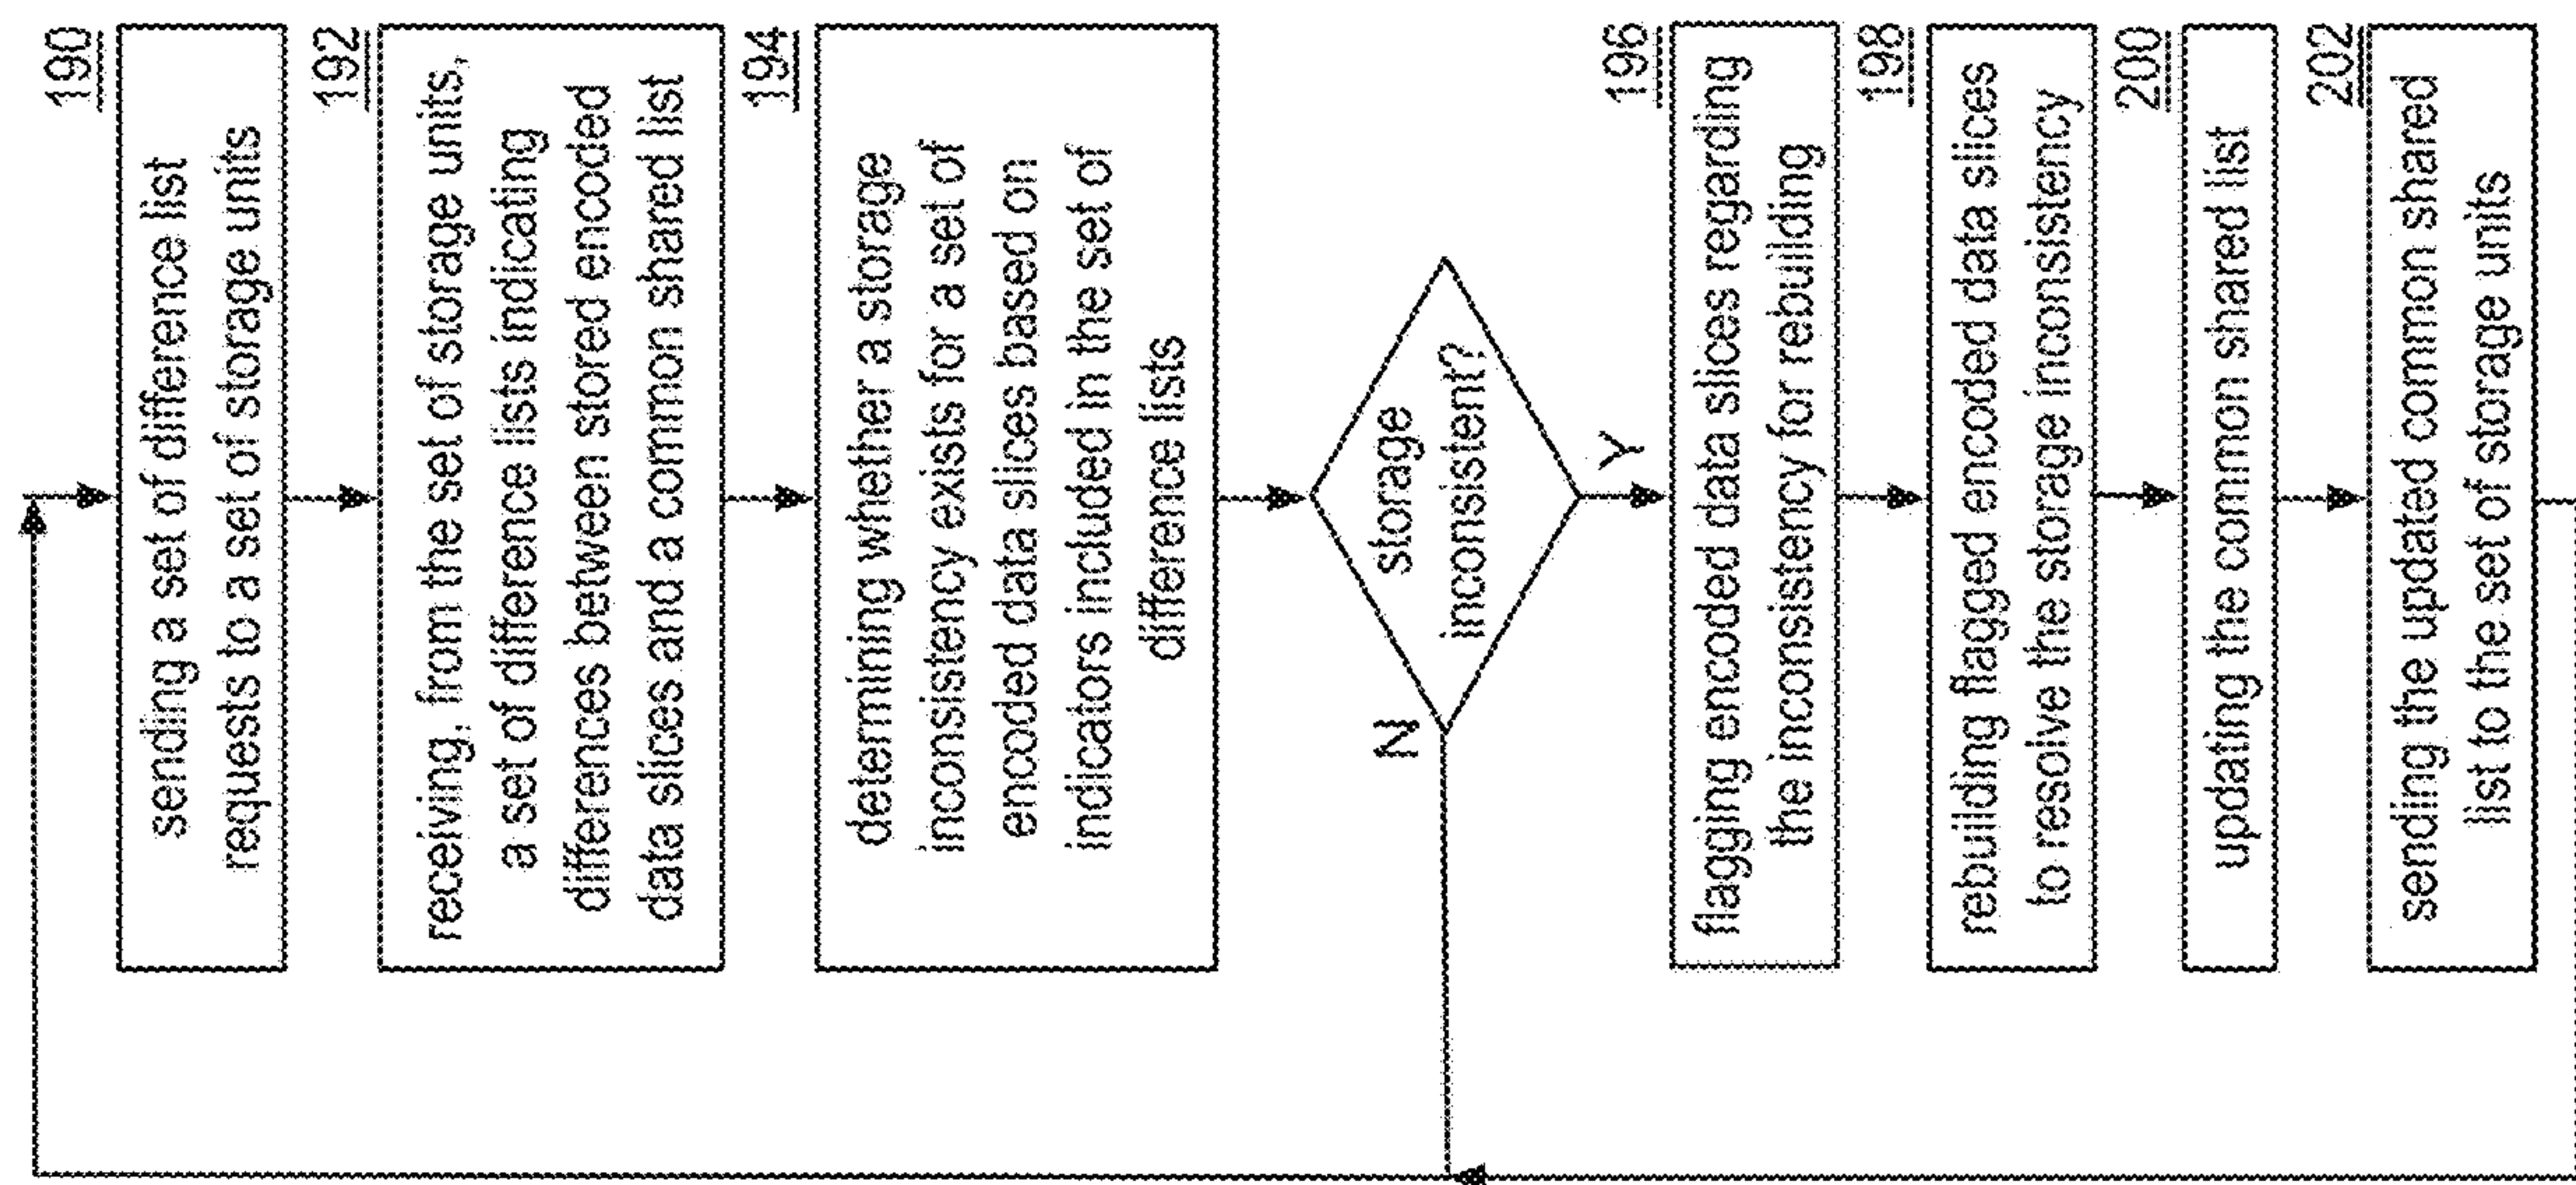 190
sending a set of difference list
requests to a set of storage units
192
receiving, from the set of storage units,
a set of difference lists indicating
differences between stored encoded
data slices and a common shared list
194
determining whether a storage
inconsistency exists for a set of
encoded data slices based on
indicators included in the set of
difference lists
storage
inconsistent?
N
Y
196
flagging encoded data slices regarding
the inconsistency for rebuilding
198
rebuilding flagged encoded data slices
to resolve the storage inconsistency
200
updating the common shared list
202
sending the updated common shared
list to the set of storage units